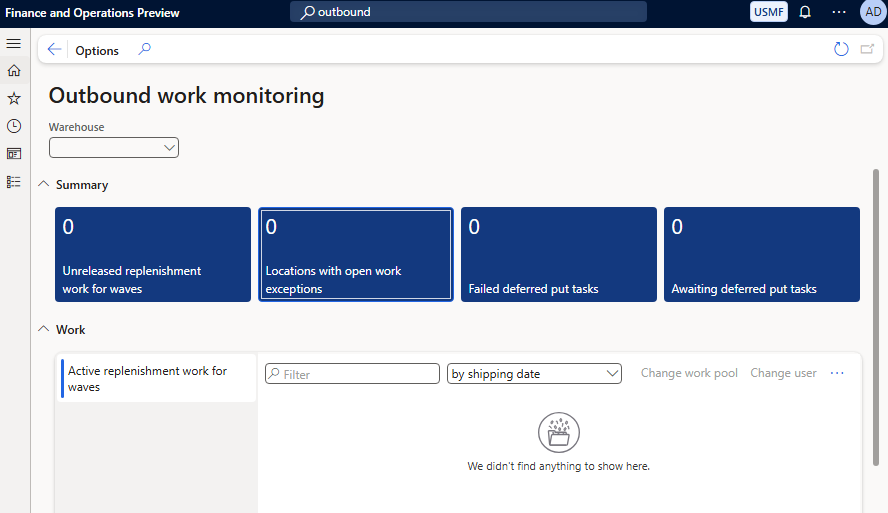 Finance and Operations Preview
outbound
USMF
AD
Options
Outbound work monitoring
Warehouse
Summary
0
Unreleased replenishment
work for waves
0
Locations with open work
exceptions
0
Failed deferred put tasks
0
Awaiting deferred put tasks
Work
Active replenishment work for
waves
Filter
by shipping date
Change work pool
Change user
We didn't find anything to show here.